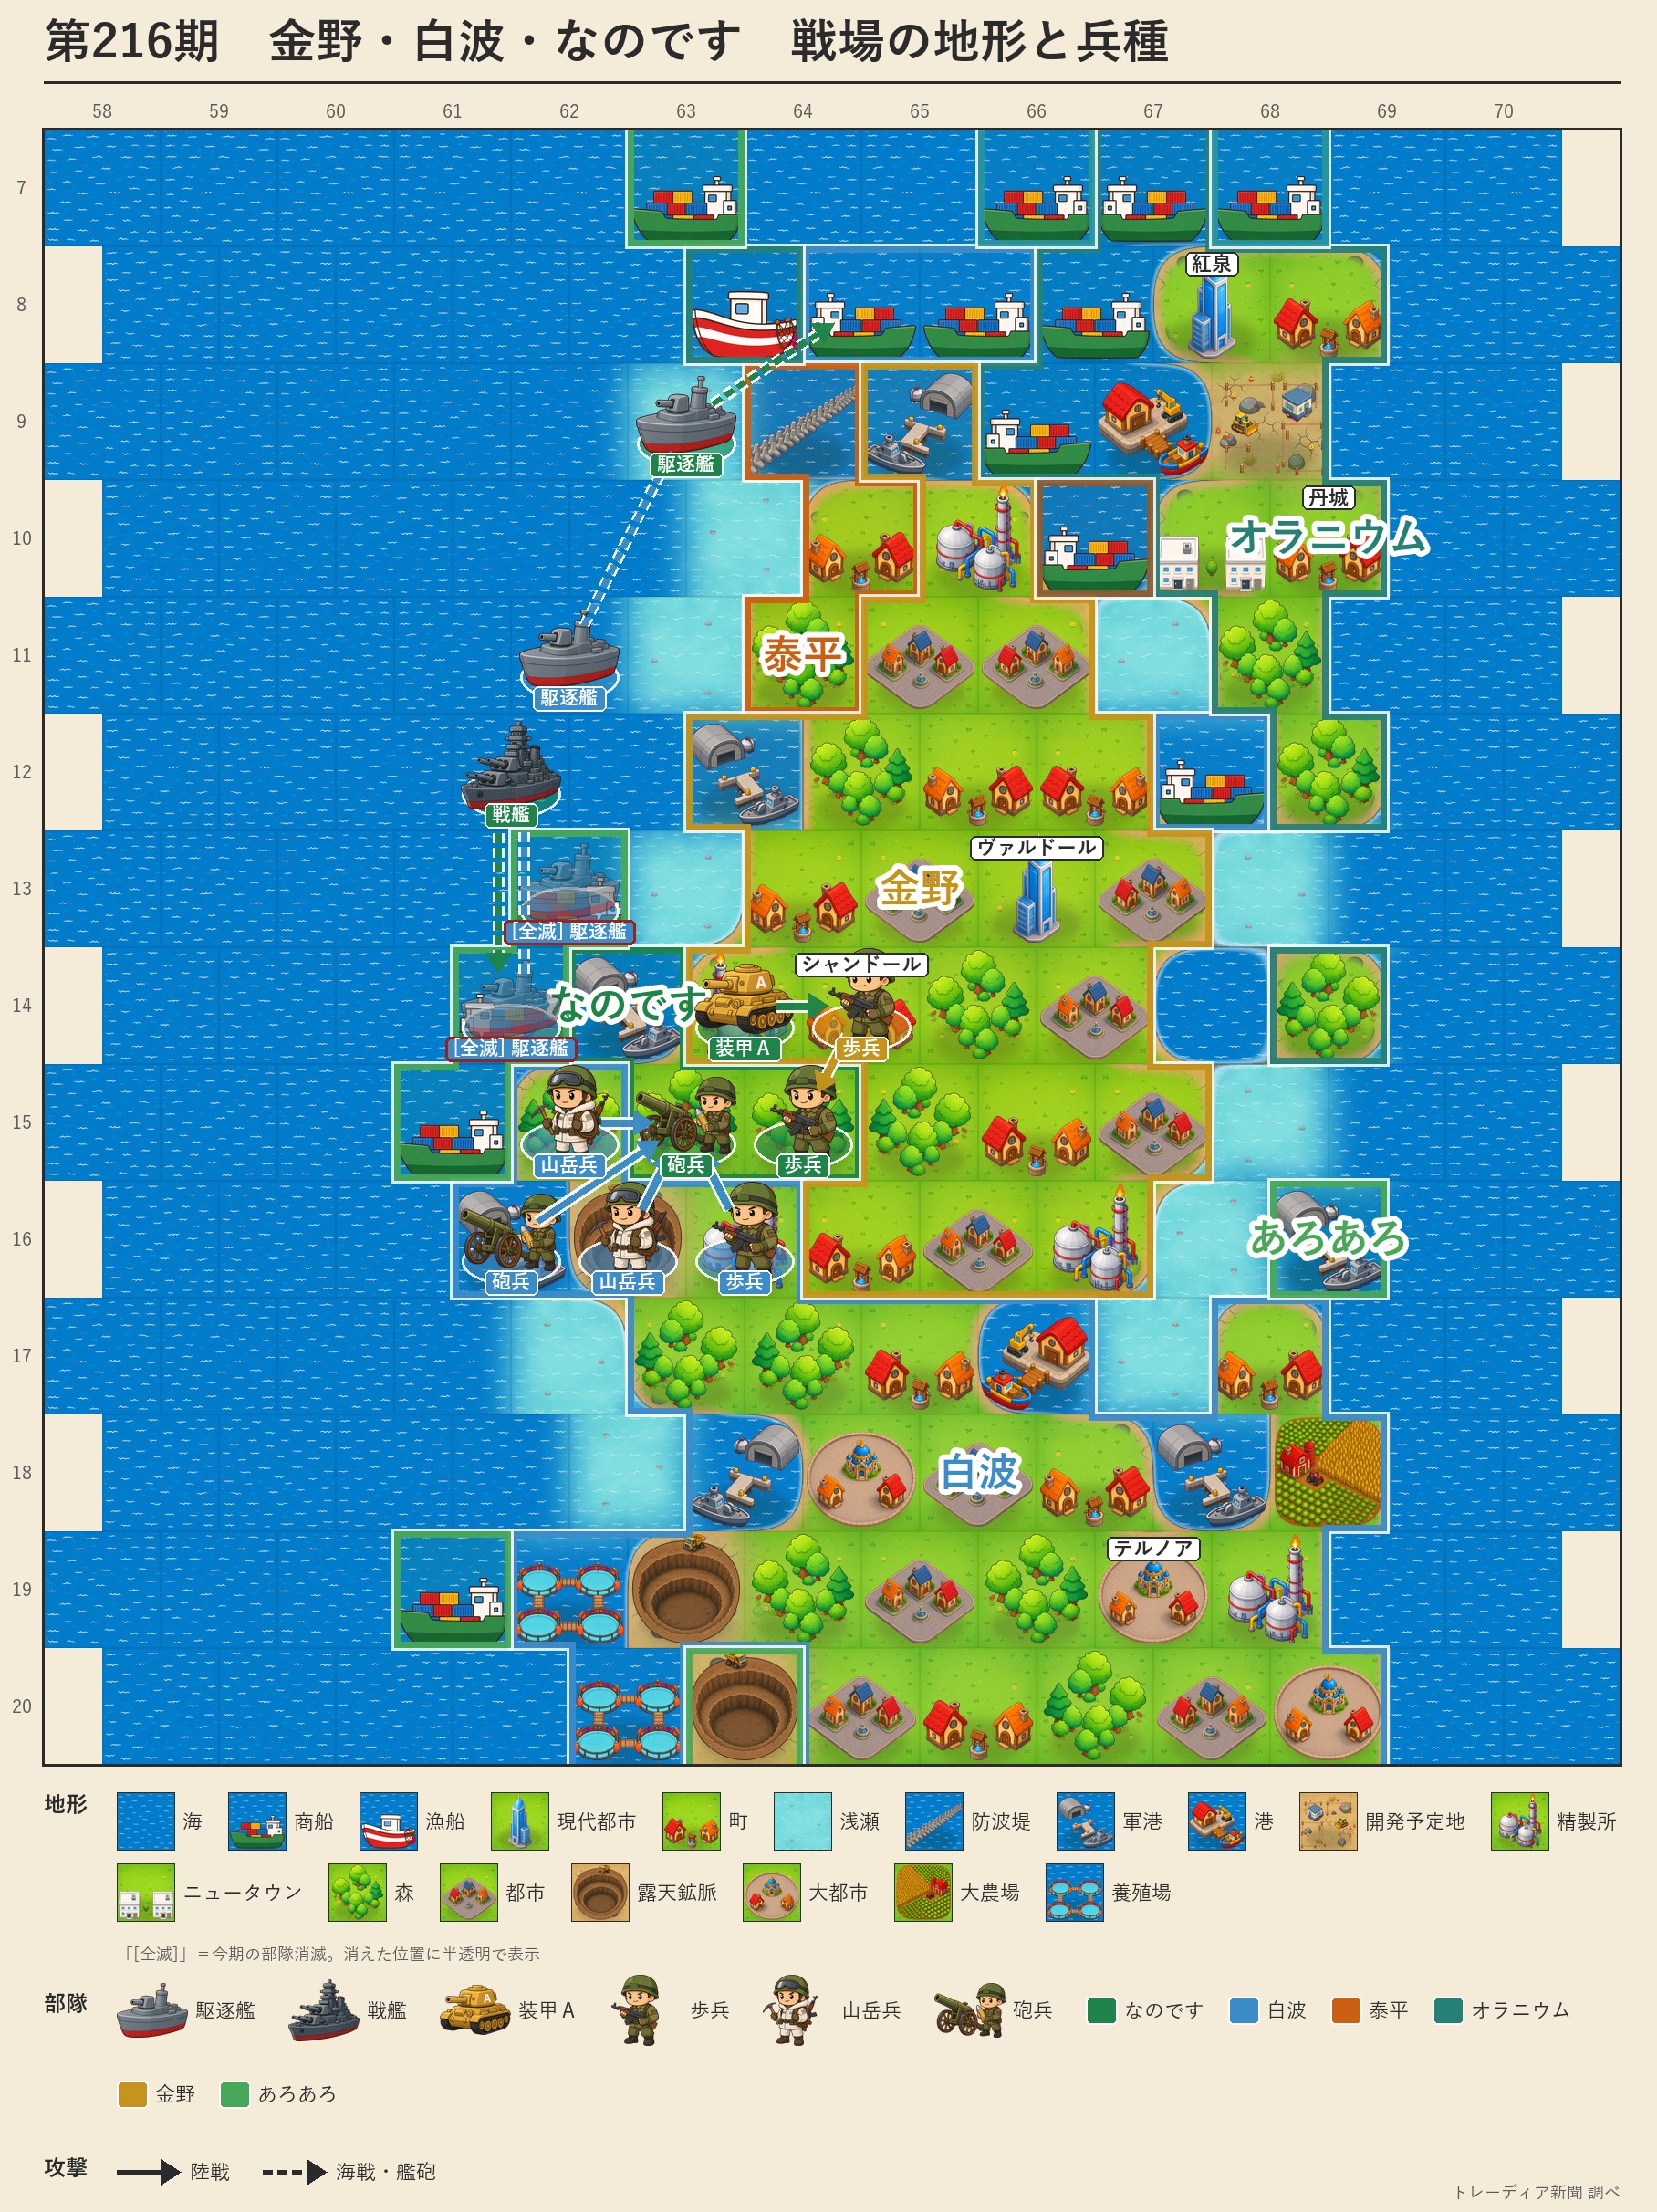 第216期　金野・白波・なのです　戦場の地形と兵種
58 59 60 61 62 63 64 65 66 67 68 69 70
7
8
紅泉
9
駆逐艦
10
丹城
オラニウム
11
泰平
駆逐艦
12
戦艦
13
ヴァルドール
金野
[全滅] 駆逐艦
14
シャンドール
なのです
A
[全滅] 駆逐艦
装甲A
歩兵
15
山岳兵
砲兵
歩兵
16
あろあろ
砲兵
山岳兵
歩兵
17
18
白波
19
テルノア
20
地形 海 商船 漁船 現代都市 町 浅瀬 防波堤 軍港 港 開発予定地 精製所
ニュータウン 森 都市 露天鉱脈 大都市 大農場 養殖場
「[全滅]」＝今期の部隊消滅。消えた位置に半透明で表示
部隊 駆逐艦 戦艦 A 装甲A 歩兵 山岳兵 砲兵 なのです 白波 泰平 オラニウム
金野 あろあろ
攻撃 陸戦 海戦・艦砲
トレーディア新聞 調べ